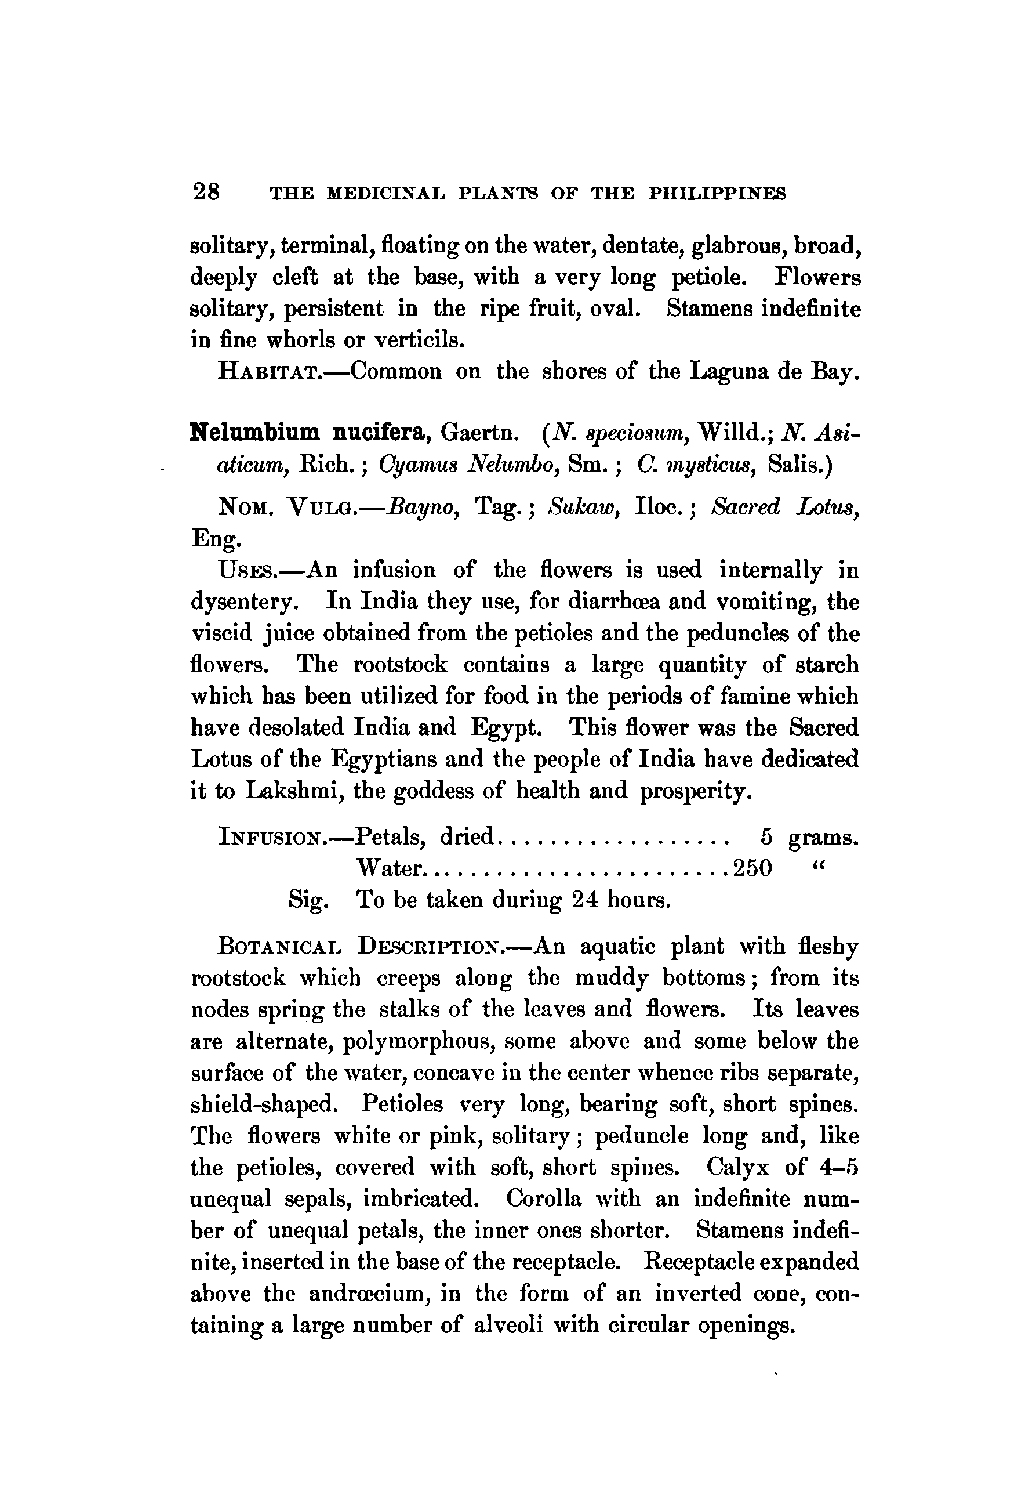 28 THE MEDICINAL PLANTS OF THE PHILIPPINES
solitary, terminal, floating on the water, dentate, glabrous, broad,
deeply cleft at the base, with a very long petiole. Flowers
solitary, persistent in the ripe fruit, oval. Stamens indefinite
in fine whorls or verticils.
HABITAT.—Common on the shores of the Laguna de Bay.
Nelumbium nucifera, Gaertn. (N. speciosum, Willd.; N. Asi-
aticum, Rich.; Cyamus Nelumbo, Sm.; C. mysticus, Salis.)
NOM. VULG.—Bayno, Tag.; Sukaw, Iloc.; Sacred Lotus,
Eng.
USES.—An infusion of the flowers is used internally in
dysentery. In India they use, for diarrhœa and vomiting, the
viscid juice obtained from the petioles and the peduncles of the
flowers. The rootstock contains a large quantity of starch
which has been utilized for food in the periods of famine which
have desolated India and Egypt. This flower was the Sacred
Lotus of the Egyptians and the people of India have dedicated
it to Lakshmi, the goddess of health and prosperity.
INFUSION.—Petals, dried.................. 5 grams.
Water........................250 “
Sig. To be taken during 24 hours.
BOTANICAL DESCRIPTION.—An aquatic plant with fleshy
rootstock which creeps along the muddy bottoms; from its
nodes spring the stalks of the leaves and flowers. Its leaves
are alternate, polymorphous, some above and some below the
surface of the water, concave in the center whence ribs separate,
shield-shaped. Petioles very long, bearing soft, short spines.
The flowers white or pink, solitary; peduncle long and, like
the petioles, covered with soft, short spines. Calyx of 4–5
unequal sepals, imbricated. Corolla with an indefinite num-
ber of unequal petals, the inner ones shorter. Stamens indefi-
nite, inserted in the base of the receptacle. Receptacle expanded
above the andrœcium, in the form of an inverted cone, con-
taining a large number of alveoli with circular openings.